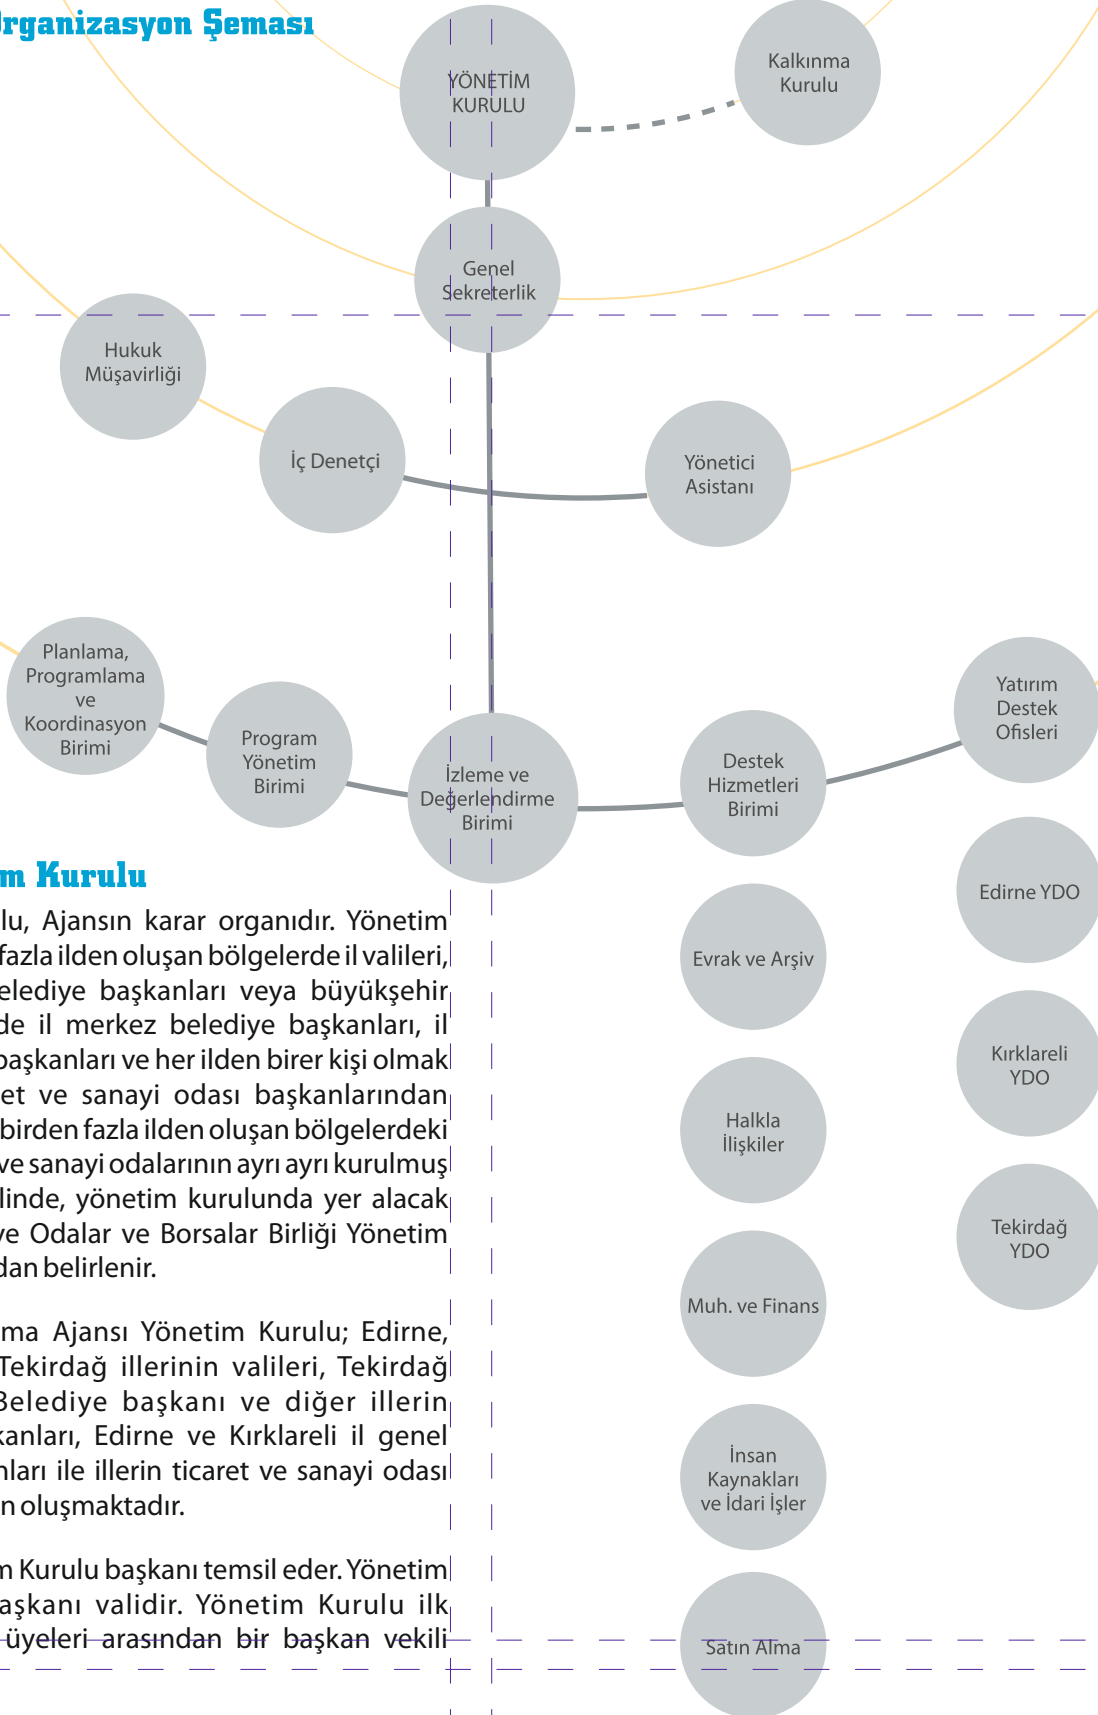 Organizasyon Şeması
YÖNETİM
KURULU
Kalkınma
Kurulu
Genel
Sekreterlik
Hukuk
Müşavirliği
İç Denetçi
Yönetici
Asistanı
Planlama,
Programlama
ve
Koordinasyon
Birimi
Program
Yönetim
Birimi
İzleme ve
Değerlendirme
Birimi
Destek
Hizmetleri
Birimi
Yatırım
Destek
Ofisleri
Evrak ve Arşiv
Halkla
İlişkiler
Muh. ve Finans
İnsan
Kaynakları
ve İdari İşler
Satın Alma
Edirne YDO
Kırklareli
YDO
Tekirdağ
YDO
m Kurulu
lu, Ajansın karar organıdır. Yönetim
fazla ilden oluşan bölgelerde il valileri,
elediye başkanları veya büyükşehir
de il merkez belediye başkanları, il
başkanları ve her ilden birer kişi olmak
et ve sanayi odası başkanlarından
birden fazla ilden oluşan bölgelerdeki
ve sanayi odalarının ayrı ayrı kurulmuş
linde, yönetim kurulunda yer alacak
ye Odalar ve Borsalar Birliği Yönetim
dan belirlenir.
ma Ajansı Yönetim Kurulu; Edirne,
Tekirdağ illerinin valileri, Tekirdağ
Belediye başkanı ve diğer illerin
kanları, Edirne ve Kırklareli il genel
nları ile illerin ticaret ve sanayi odası
n oluşmaktadır.
m Kurulu başkanı temsil eder. Yönetim
aşkanı validir. Yönetim Kurulu ilk
üyeleri arasından bir başkan vekili